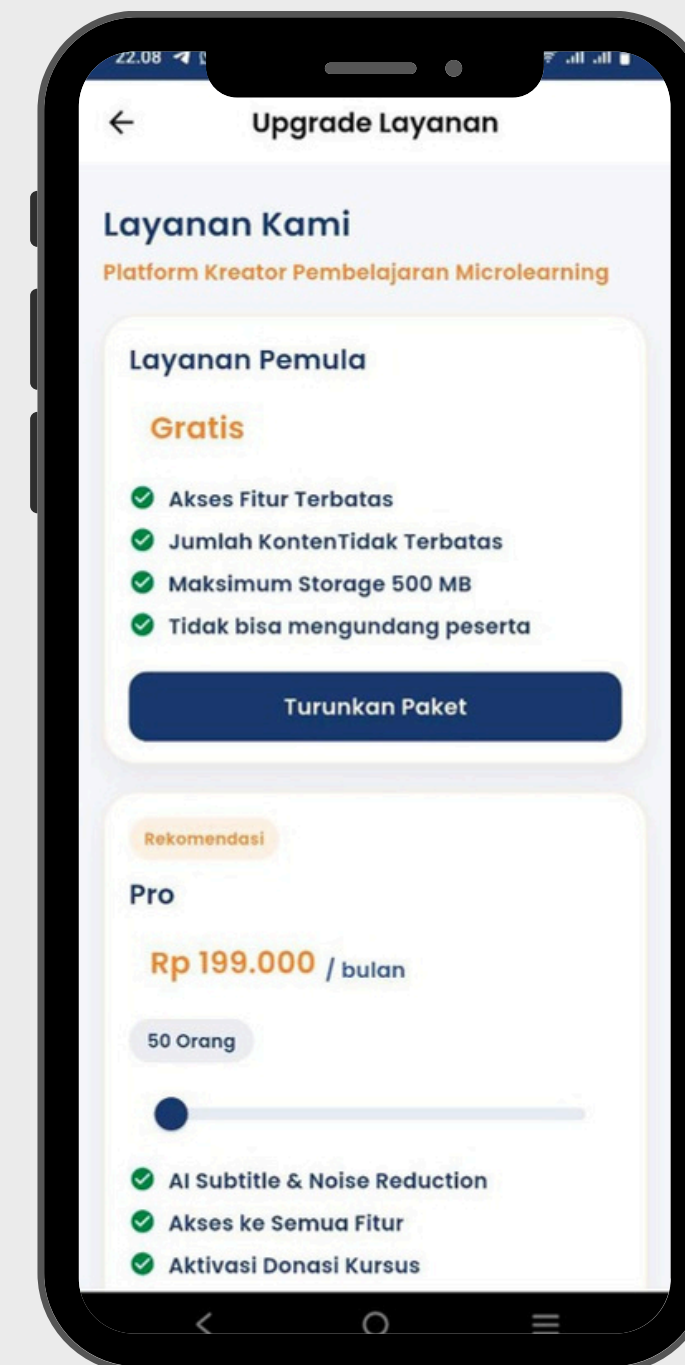 22.08
Upgrade Layanan
Layanan Kami
Platform Kreator Pembelajaran Microlearning
Layanan Pemula
Gratis
Akses Fitur Terbatas
Jumlah KontenTidak Terbatas
Maksimum Storage 500 MB
Tidak bisa mengundang peserta
Turunkan Paket
Rekomendasi
Pro
Rp 199.000 / bulan
50 Orang
AI Subtitle & Noise Reduction
Akses ke Semua Fitur
Aktivasi Donasi Kursus